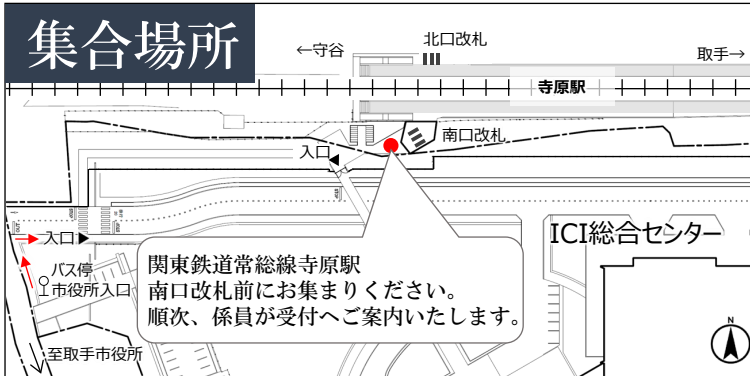 集合場所
←守谷
北口改札
取手→
寺原駅
南口改札
入口
入口
バス停
市役所入口
至取手市役所
ICI総合センター
関東鉄道常総線寺原駅
南口改札前にお集まりください。
順次、係員が受付へご案内いたします。
N